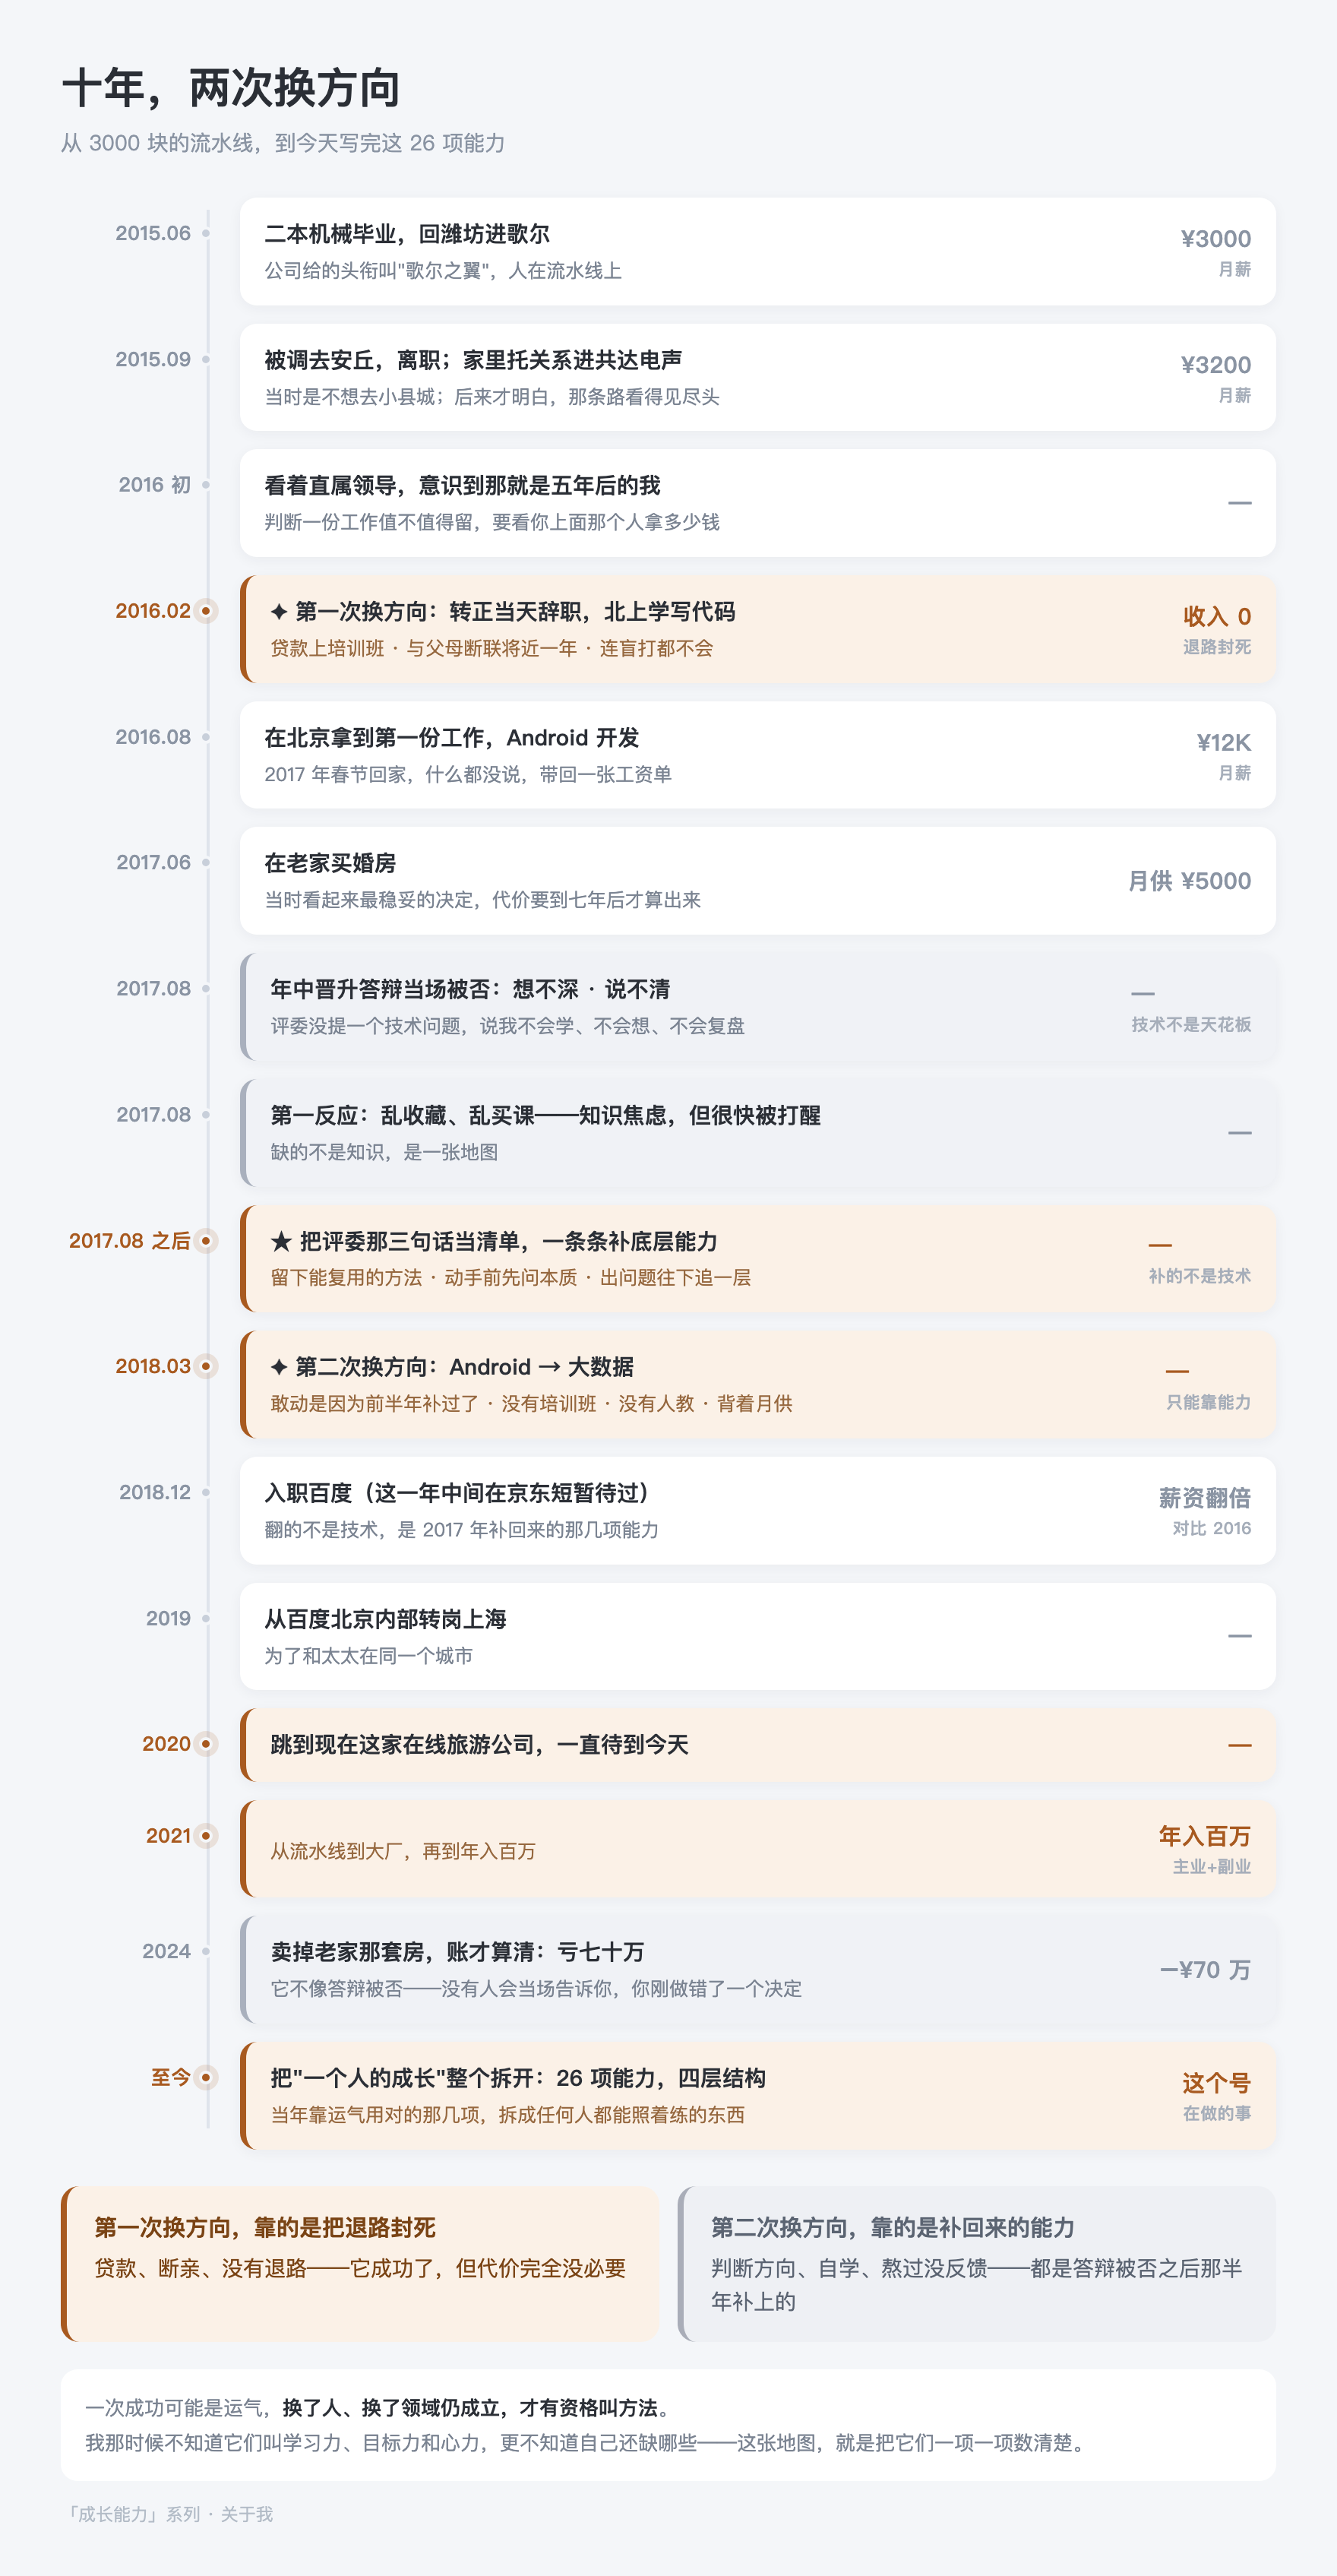 十年，两次换方向
从 3000 块的流水线，到今天写完这 26 项能力
2015.06
二本机械毕业，回潍坊进歌尔
公司给的头衔叫"歌尔之翼"，人在流水线上
¥3000
月薪
2015.09
被调去安丘，离职；家里托关系进共达电声
当时是不想去小县城；后来才明白，那条路看得见尽头
¥3200
月薪
2016 初
看着直属领导，意识到那就是五年后的我
判断一份工作值不值得留，要看你上面那个人拿多少钱
—
2016.02
✦ 第一次换方向：转正当天辞职，北上学写代码
贷款上培训班 · 与父母断联将近一年 · 连盲打都不会
收入 0
退路封死
2016.08
在北京拿到第一份工作，Android 开发
2017 年春节回家，什么都没说，带回一张工资单
¥12K
月薪
2017.06
在老家买婚房
当时看起来最稳妥的决定，代价要到七年后才算出来
月供 ¥5000
2017.08
年中晋升答辩当场被否：想不深 · 说不清
评委没提一个技术问题，说我不会学、不会想、不会复盘
—
技术不是天花板
2017.08
第一反应：乱收藏、乱买课——知识焦虑，但很快被打醒
缺的不是知识，是一张地图
—
2017.08 之后
★ 把评委那三句话当清单，一条条补底层能力
留下能复用的方法 · 动手前先问本质 · 出问题往下追一层
—
补的不是技术
2018.03
✦ 第二次换方向：Android → 大数据
敢动是因为前半年补过了 · 没有培训班 · 没有人教 · 背着月供
—
只能靠能力
2018.12
入职百度（这一年中间在京东短暂待过）
翻的不是技术，是 2017 年补回来的那几项能力
薪资翻倍
对比 2016
2019
从百度北京内部转岗上海
为了和太太在同一个城市
—
2020
跳到现在这家在线旅游公司，一直待到今天
—
2021
从流水线到大厂，再到年入百万
年入百万
主业+副业
2024
卖掉老家那套房，账才算清：亏七十万
它不像答辩被否——没有人会当场告诉你，你刚做错了一个决定
−¥70 万
至今
把"一个人的成长"整个拆开：26 项能力，四层结构
当年靠运气用对的那几项，拆成任何人都能照着练的东西
这个号
在做的事
第一次换方向，靠的是把退路封死
贷款、断亲、没有退路——它成功了，但代价完全没必要
第二次换方向，靠的是补回来的能力
判断方向、自学、熬过没反馈——都是答辩被否之后那半
年补上的
一次成功可能是运气，换了人、换了领域仍成立，才有资格叫方法。
我那时候不知道它们叫学习力、目标力和心力，更不知道自己还缺哪些——这张地图，就是把它们一项一项数清楚。
「成长能力」系列 · 关于我